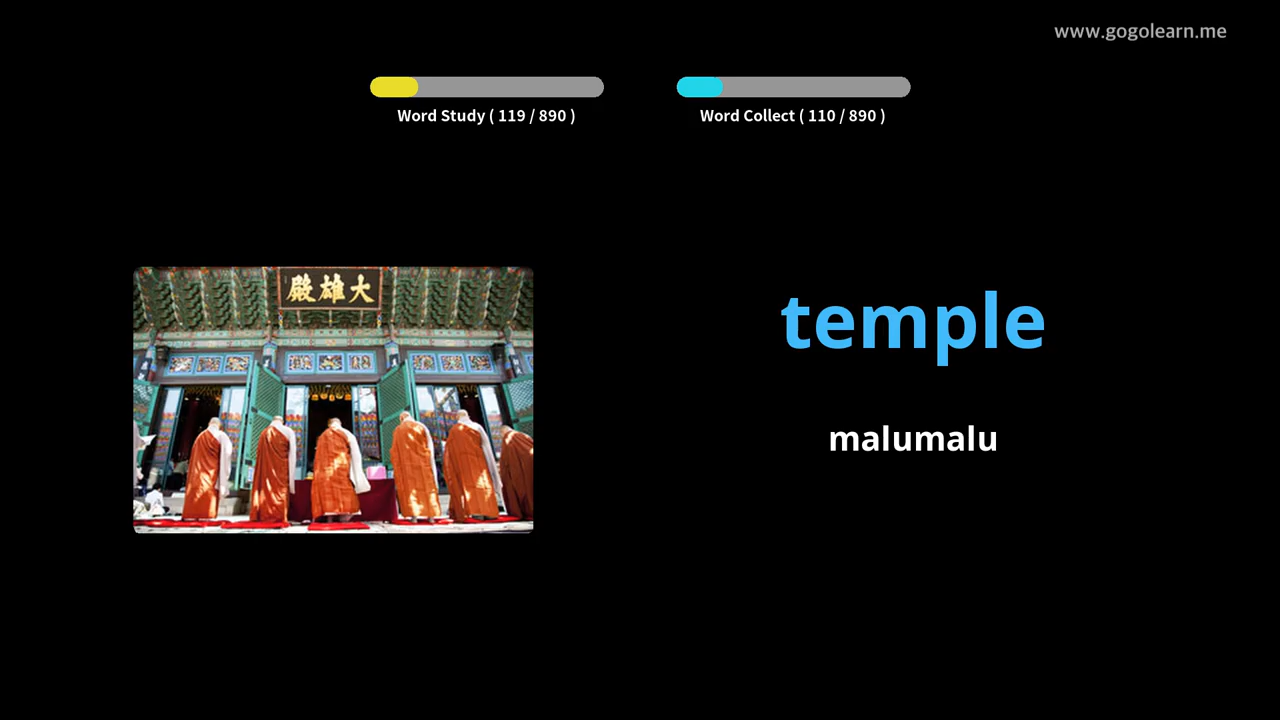 www.gogolearn.me
Word Study ( 119 / 890 )
Word Collect ( 110 / 890 )
殿雄大
temple
malumalu